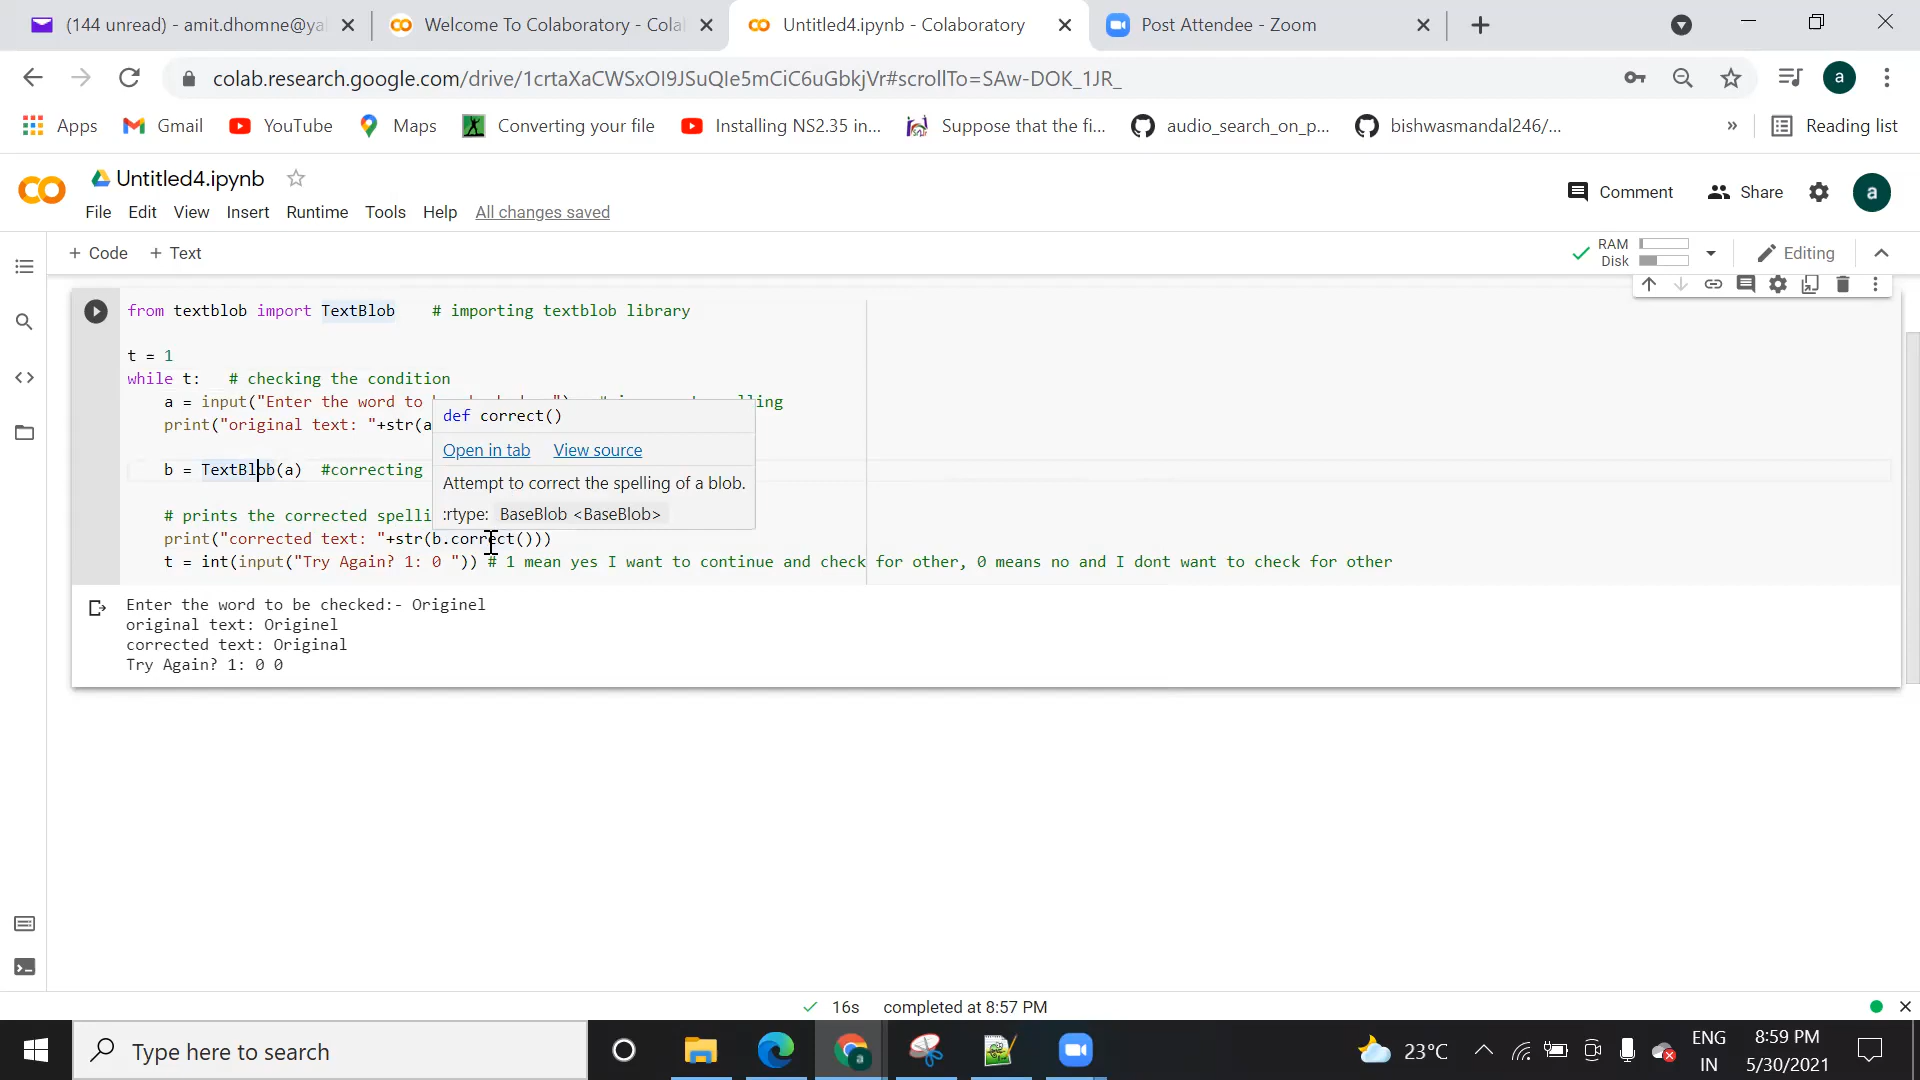 (144 unread) - amit.dhomne@ya
Welcome To Colaboratory - Cola
Untitled4.ipynb - Colaboratory
Post Attendee - Zoom
colab.research.google.com/drive/1crtaXaCWSxOI9JSuQIe5mCiC6uGbkjVr#scrollTo=SAw-DOK_1JR_
a
Apps
Gmail
YouTube
Maps
Converting your file
Installing NS2.35 in...
Suppose that the fi...
audio_search_on_p...
bishwasmandal246/...
»
Reading list
Untitled4.ipynb
Comment
Share
a
File Edit View Insert Runtime Tools Help All changes saved
+ Code + Text
RAM
Disk
Editing
from textblob import TextBlob # importing textblob library
t = 1
while t: # checking the condition
a = input("Enter the word to
lling
print("original text: "+str(a
b = TextBlob(a) #correcting
# prints the corrected spelli
print("corrected text: "+str(b.correct()))
t = int(input("Try Again? 1: 0 ")) # 1 mean yes I want to continue and check for other, 0 means no and I dont want to check for other
def correct()
Open in tab View source
Attempt to correct the spelling of a blob.
:rtype: BaseBlob <BaseBlob>
Enter the word to be checked:- Originel
original text: Originel
corrected text: Original
Try Again? 1: 0 0
16s completed at 8:57 PM
Type here to search
23°C
ENG
IN
8:59 PM
5/30/2021